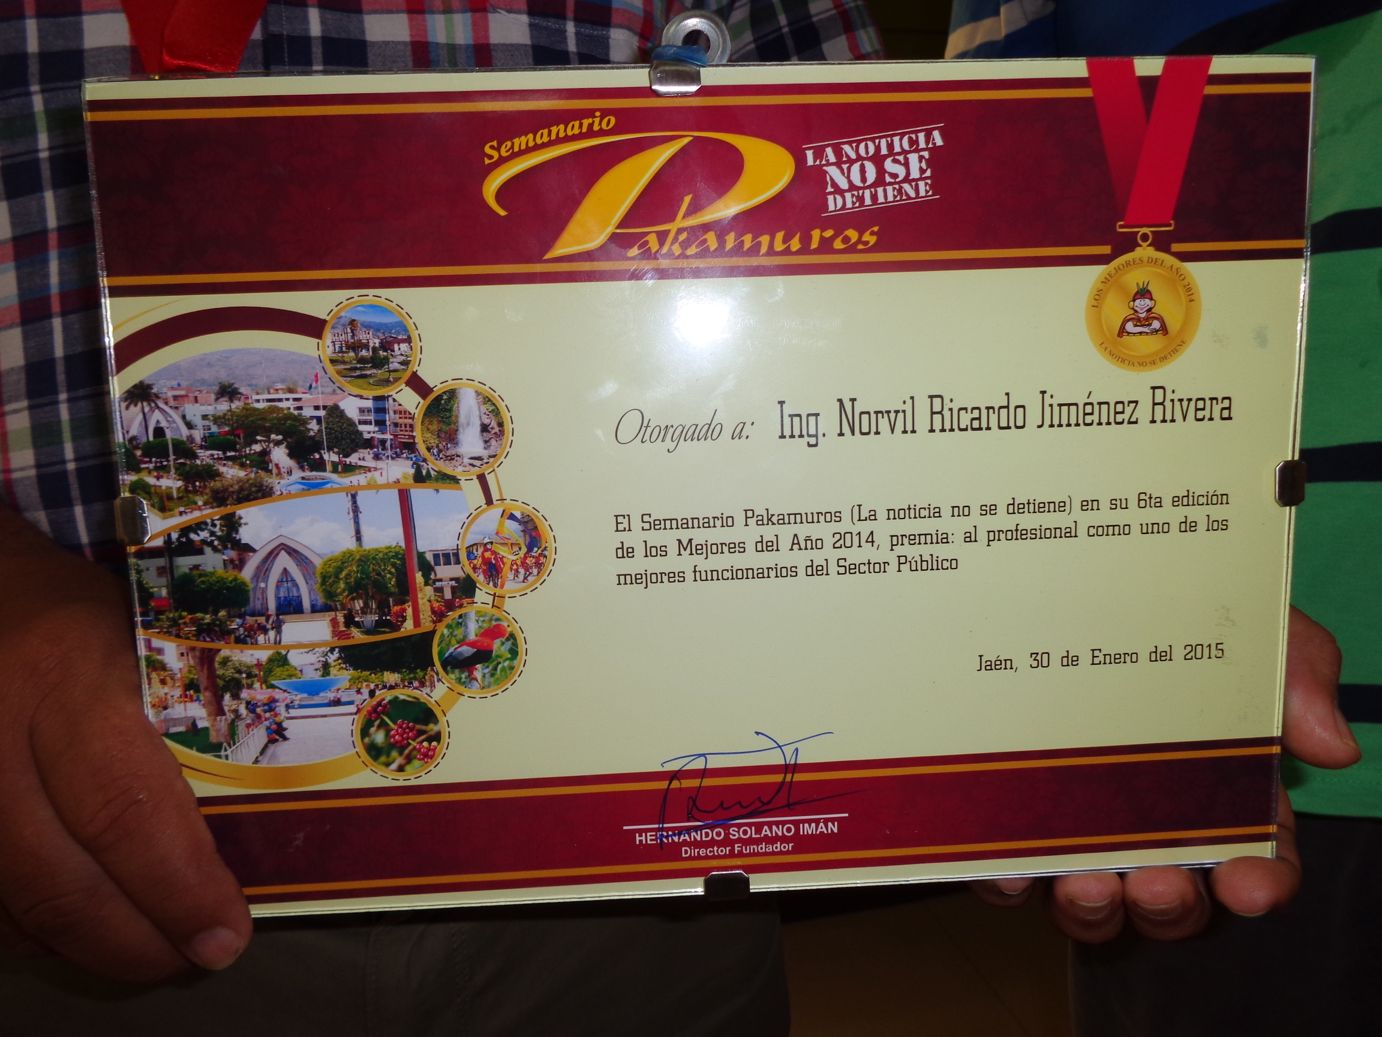 Semanario
Pakamuros
LA NOTICIA
NO SE
DETIENE
LOS MEJORES DEL AÑO 2014
LA NOTICIA NO SE DETIENE
Otorgado a: Ing. Norvil Ricardo Jiménez Rivera
El Semanario Pakamuros (La noticia no se detiene) en su 6ta edición
de los Mejores del Año 2014, premia: al profesional como uno de los
mejores funcionarios del Sector Público
Jaén, 30 de Enero del 2015
HERNANDO SOLANO IMÁN
Director Fundador